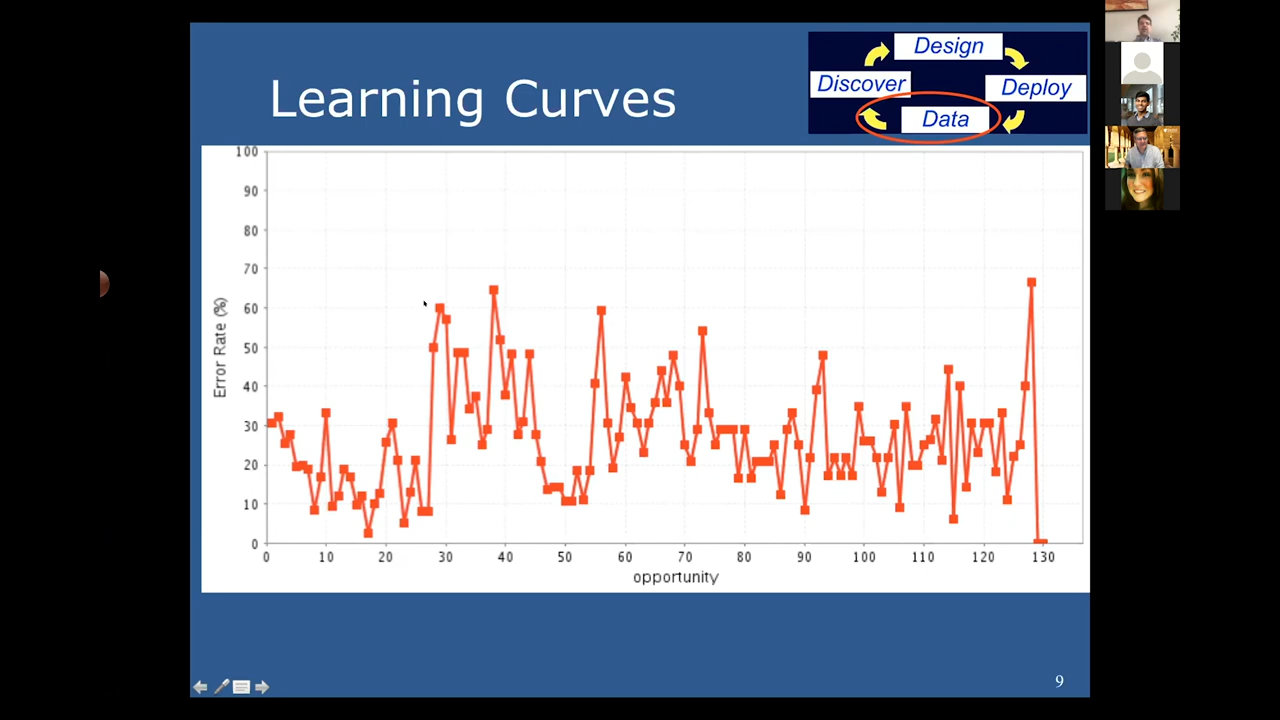 Learning Curves
Design
Discover
Deploy
Data
100
90
80
70
60
50
40
30
20
10
0
Error Rate (%)
0 10 20 30 40 50 60 70 80 90 100 110 120 130
opportunity
9